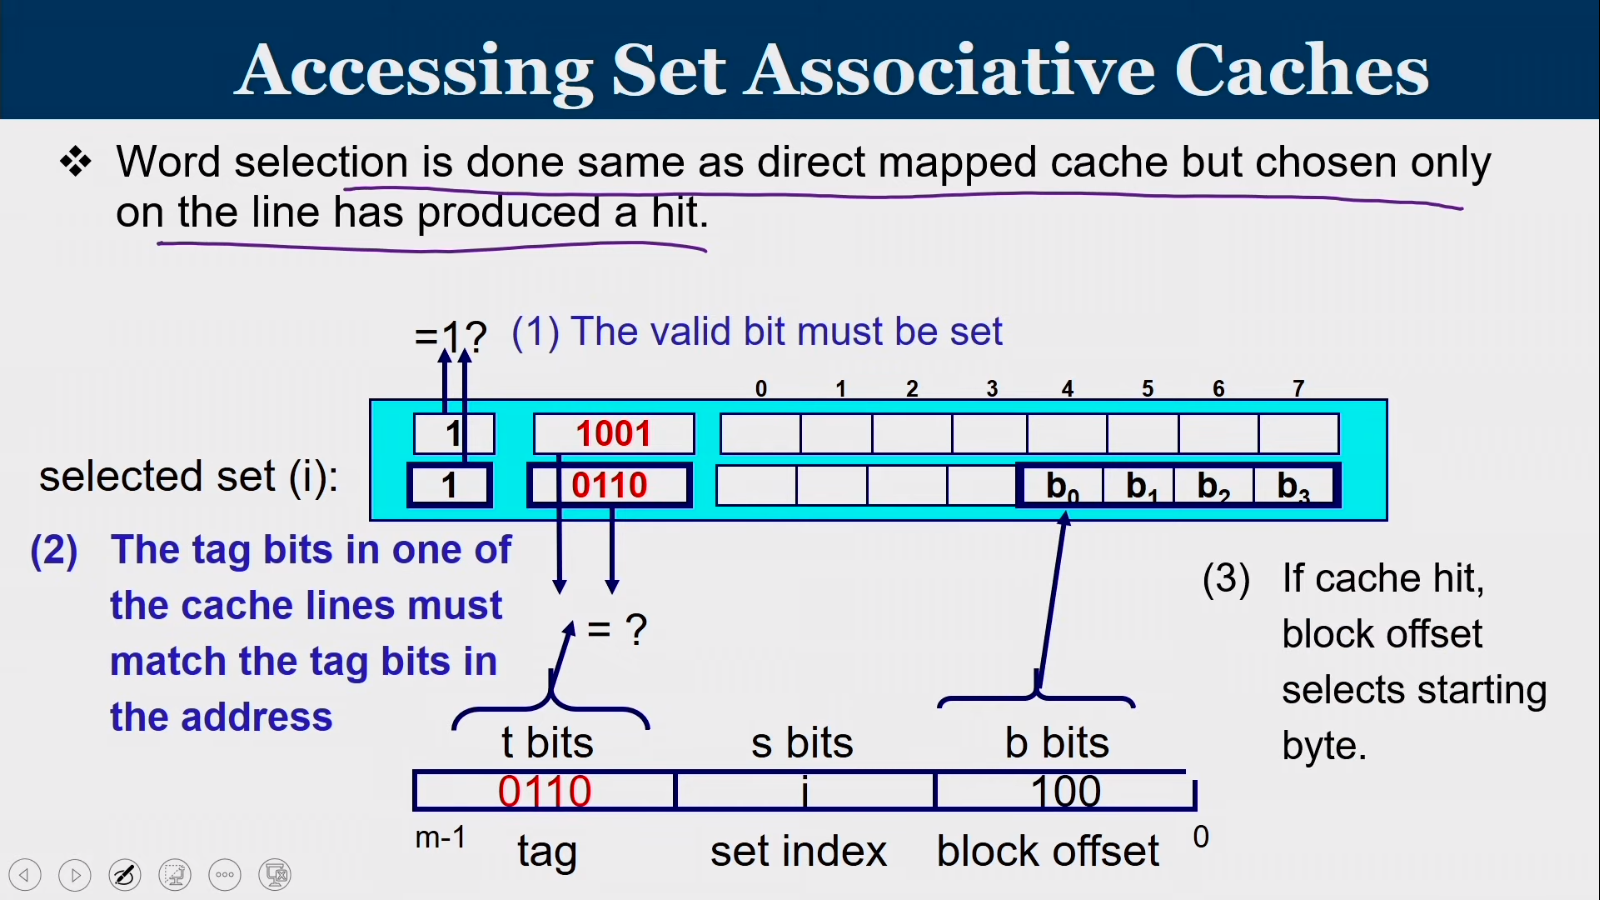 Accessing Set Associative Caches
❖ Word selection is done same as direct mapped cache but chosen only
on the line has produced a hit.
=1? (1) The valid bit must be set
0 1 2 3 4 5 6 7
1 1001
selected set (i):
1 0110 b₀ b₁ b₂ b₃
(2) The tag bits in one of
the cache lines must
match the tag bits in
the address
= ?
(3) If cache hit,
block offset
selects starting
byte.
t bits s bits b bits
0110 i 100
m-1 0
tag set index block offset